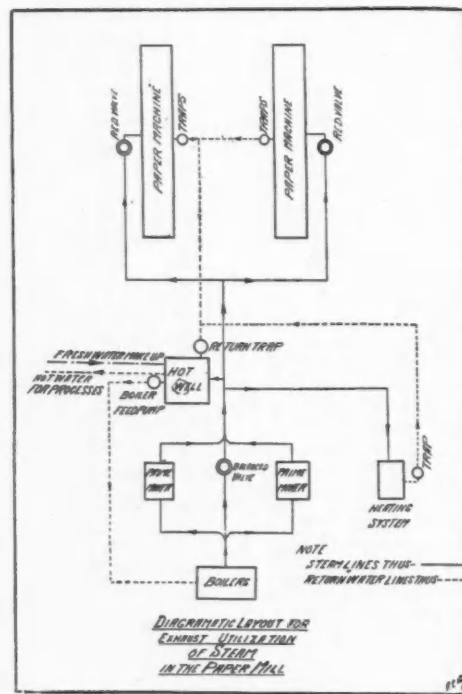 RED VALVE
PAPER MACHINE
TRAPS
TRAPS
PAPER MACHINE
RED VALVE
RETURN TRAP
FRESH WATER MAKE UP
HOT WATER
FOR PROCESSES
HOT
WELL
BOILER
FEED PUMP
PRIME
MOVER
BALANCED
VALVE
PRIME
MOVER
TRAP
HEATING
SYSTEM
BOILERS
NOTE
STEAM LINES THUS
RETURN WATER LINES THUS
DIAGRAMATIC LAYOUT FOR
EXHAUST UTILIZATION
OF STEAM
IN THE PAPER MILL